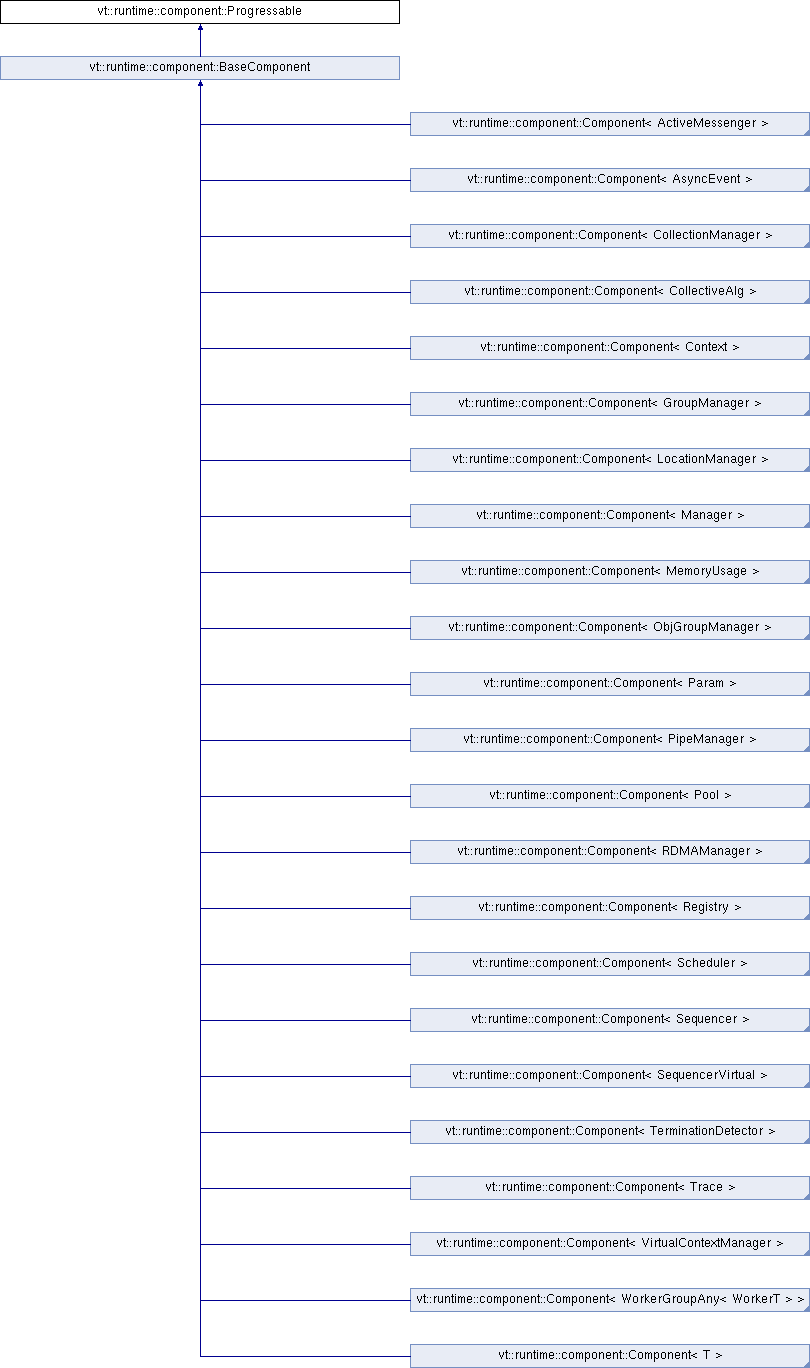 vt::runtime::component::Progressable
vt::runtime::component::BaseComponent
vt::runtime::component::Component< ActiveMessenger >
vt::runtime::component::Component< AsyncEvent >
vt::runtime::component::Component< CollectionManager >
vt::runtime::component::Component< CollectiveAlg >
vt::runtime::component::Component< Context >
vt::runtime::component::Component< GroupManager >
vt::runtime::component::Component< LocationManager >
vt::runtime::component::Component< Manager >
vt::runtime::component::Component< MemoryUsage >
vt::runtime::component::Component< ObjGroupManager >
vt::runtime::component::Component< Param >
vt::runtime::component::Component< PipeManager >
vt::runtime::component::Component< Pool >
vt::runtime::component::Component< RDMAManager >
vt::runtime::component::Component< Registry >
vt::runtime::component::Component< Scheduler >
vt::runtime::component::Component< Sequencer >
vt::runtime::component::Component< SequencerVirtual >
vt::runtime::component::Component< TerminationDetector >
vt::runtime::component::Component< Trace >
vt::runtime::component::Component< VirtualContextManager >
vt::runtime::component::Component< WorkerGroupAny< WorkerT > >
vt::runtime::component::Component< T >